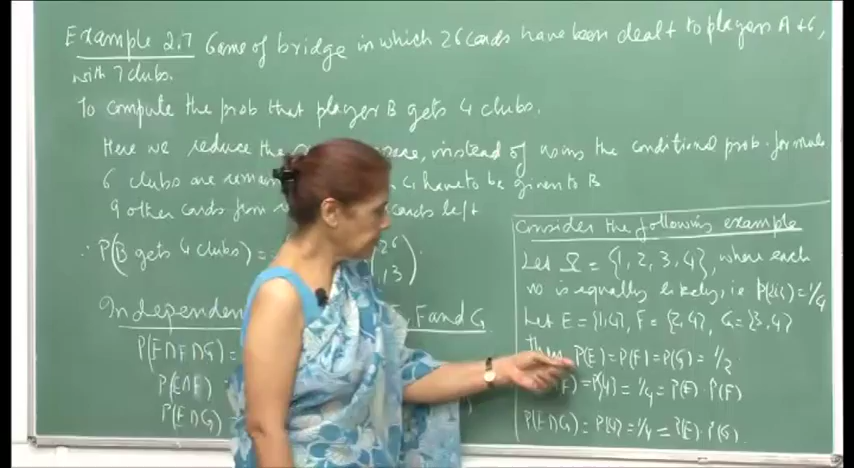 Example 2.7 Game of bridge in which 26 cards have been dealt to players A + C,
with 7 clubs.
To compute the prob that player B gets 4 clubs.
Here we reduce the space, instead of using the conditional prob. formula
6 clubs are have to be given to B
9 other cards from cards left
∴ P(B gets 4 clubs) =
26
13
Independen F and G
P(E∩F∩G) =
P(E∩F)
P(E∩G)
Consider the following example
Let Ω = {1, 2, 3, 4}, where each
no is equally likely, ie = 1/4
Let E = {1,4}, F = {2,4}, G = {3,4}
then P(E) = P(F) = P(G) = 1/2
F) = P(4) = 1/4 = P(E) . P(F)
P(E∩G) = P(4) = 1/4 = P(E) . P(G)